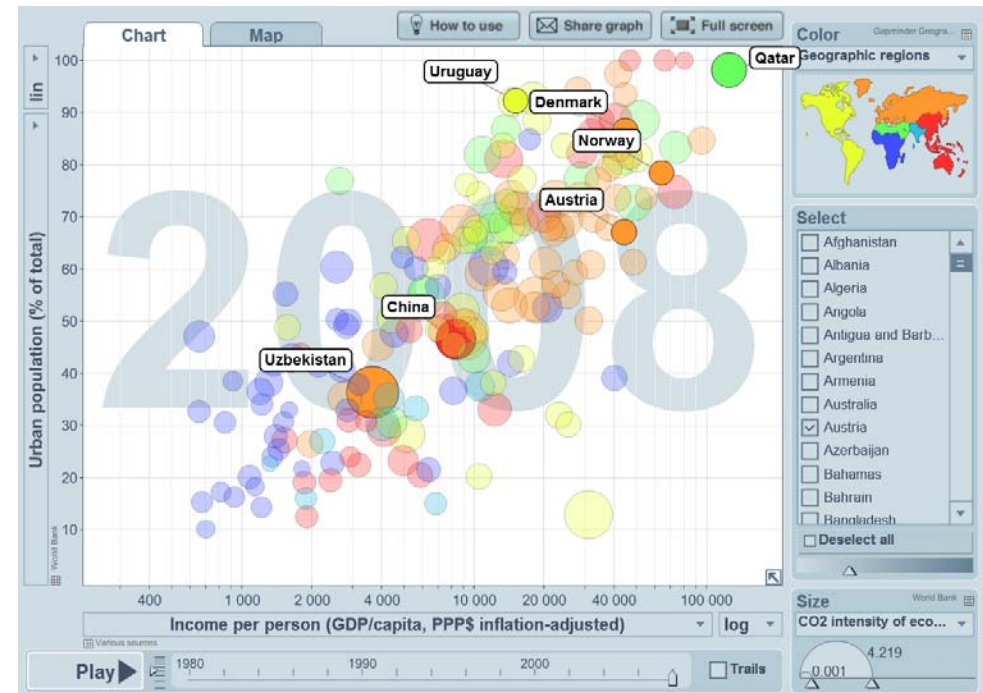 Chart
Map
How to use
Share graph
Full screen
lin
Urban population (% of total)
World Bank
100
90
80
70
60
50
40
30
20
10
2008
Uruguay
Denmark
Qatar
Norway
Austria
China
Uzbekistan
400
1 000
2 000
4 000
10 000
20 000
40 000
100 000
Income per person (GDP/capita, PPP$ inflation-adjusted)
log
Various sources
Play
1980
1990
2000
Trails
Color
Gapminder Geogra...
Geographic regions
Select
Afghanistan
Albania
Algeria
Angola
Antigua and Barb...
Argentina
Armenia
Australia
Austria
Azerbaijan
Bahamas
Bahrain
Bangladesh
Deselect all
Size
World Bank
CO2 intensity of eco...
4.219
0.001